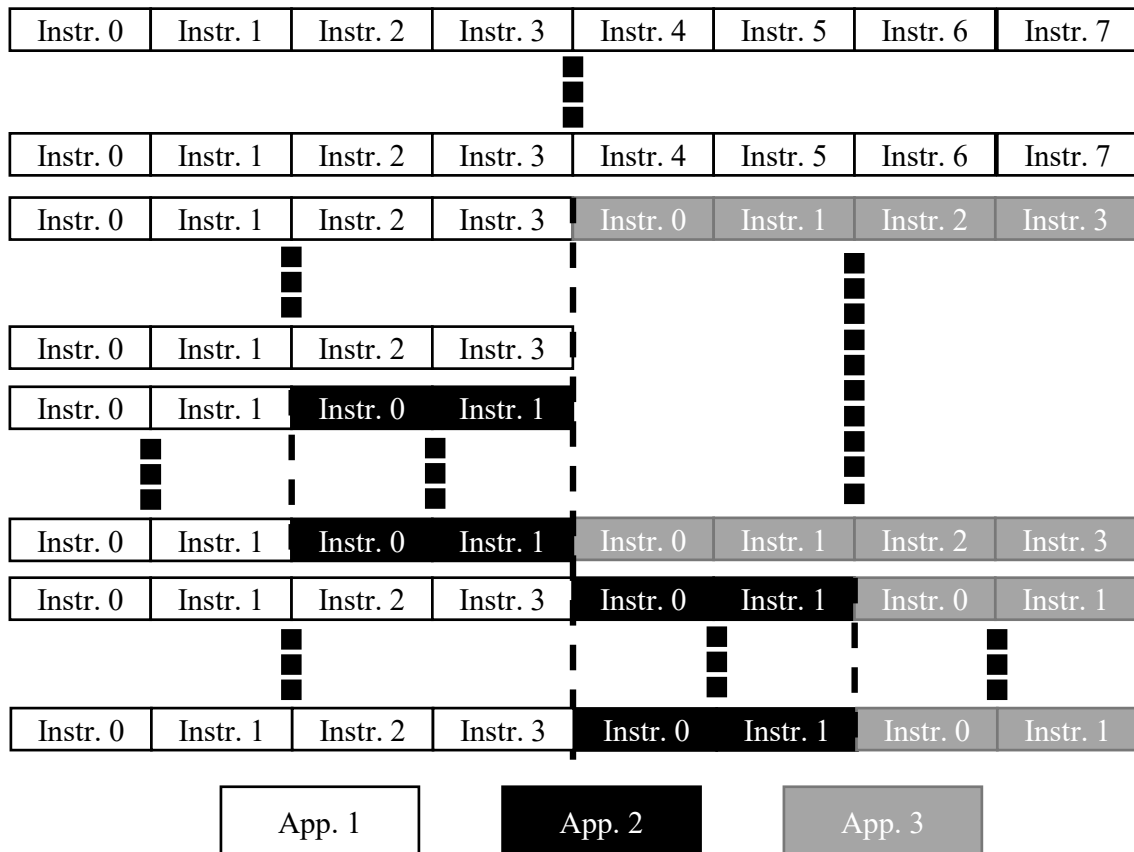 Instr. 0 Instr. 1 Instr. 2 Instr. 3 Instr. 4 Instr. 5 Instr. 6 Instr. 7
Instr. 0 Instr. 1 Instr. 2 Instr. 3 Instr. 4 Instr. 5 Instr. 6 Instr. 7
Instr. 0 Instr. 1 Instr. 2 Instr. 3 Instr. 0 Instr. 1 Instr. 2 Instr. 3
Instr. 0 Instr. 1 Instr. 2 Instr. 3
Instr. 0 Instr. 1 Instr. 0 Instr. 1
Instr. 0 Instr. 1 Instr. 0 Instr. 1 Instr. 0 Instr. 1 Instr. 2 Instr. 3
Instr. 0 Instr. 1 Instr. 2 Instr. 3 Instr. 0 Instr. 1 Instr. 0 Instr. 1
Instr. 0 Instr. 1 Instr. 2 Instr. 3 Instr. 0 Instr. 1 Instr. 0 Instr. 1
App. 1 App. 2 App. 3